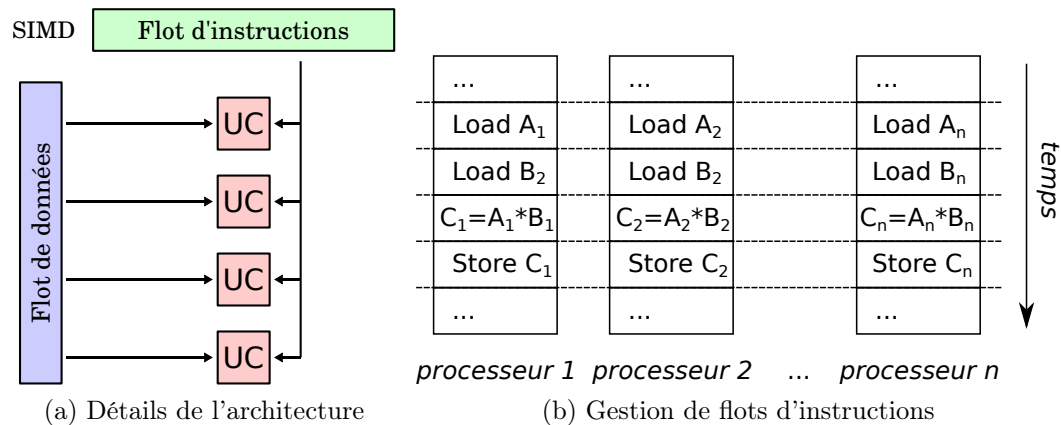 SIMD Flot d'instructions
Flot de données
UC
UC
UC
UC
(a) Détails de l'architecture
... ... ...
Load A₁ Load A₂ Load Aₙ
Load B₂ Load B₂ Load Bₙ
C₁=A₁*B₁ C₂=A₂*B₂ Cₙ=Aₙ*Bₙ
Store C₁ Store C₂ Store Cₙ
... ... ...
temps
processeur 1 processeur 2 ... processeur n
(b) Gestion de flots d'instructions